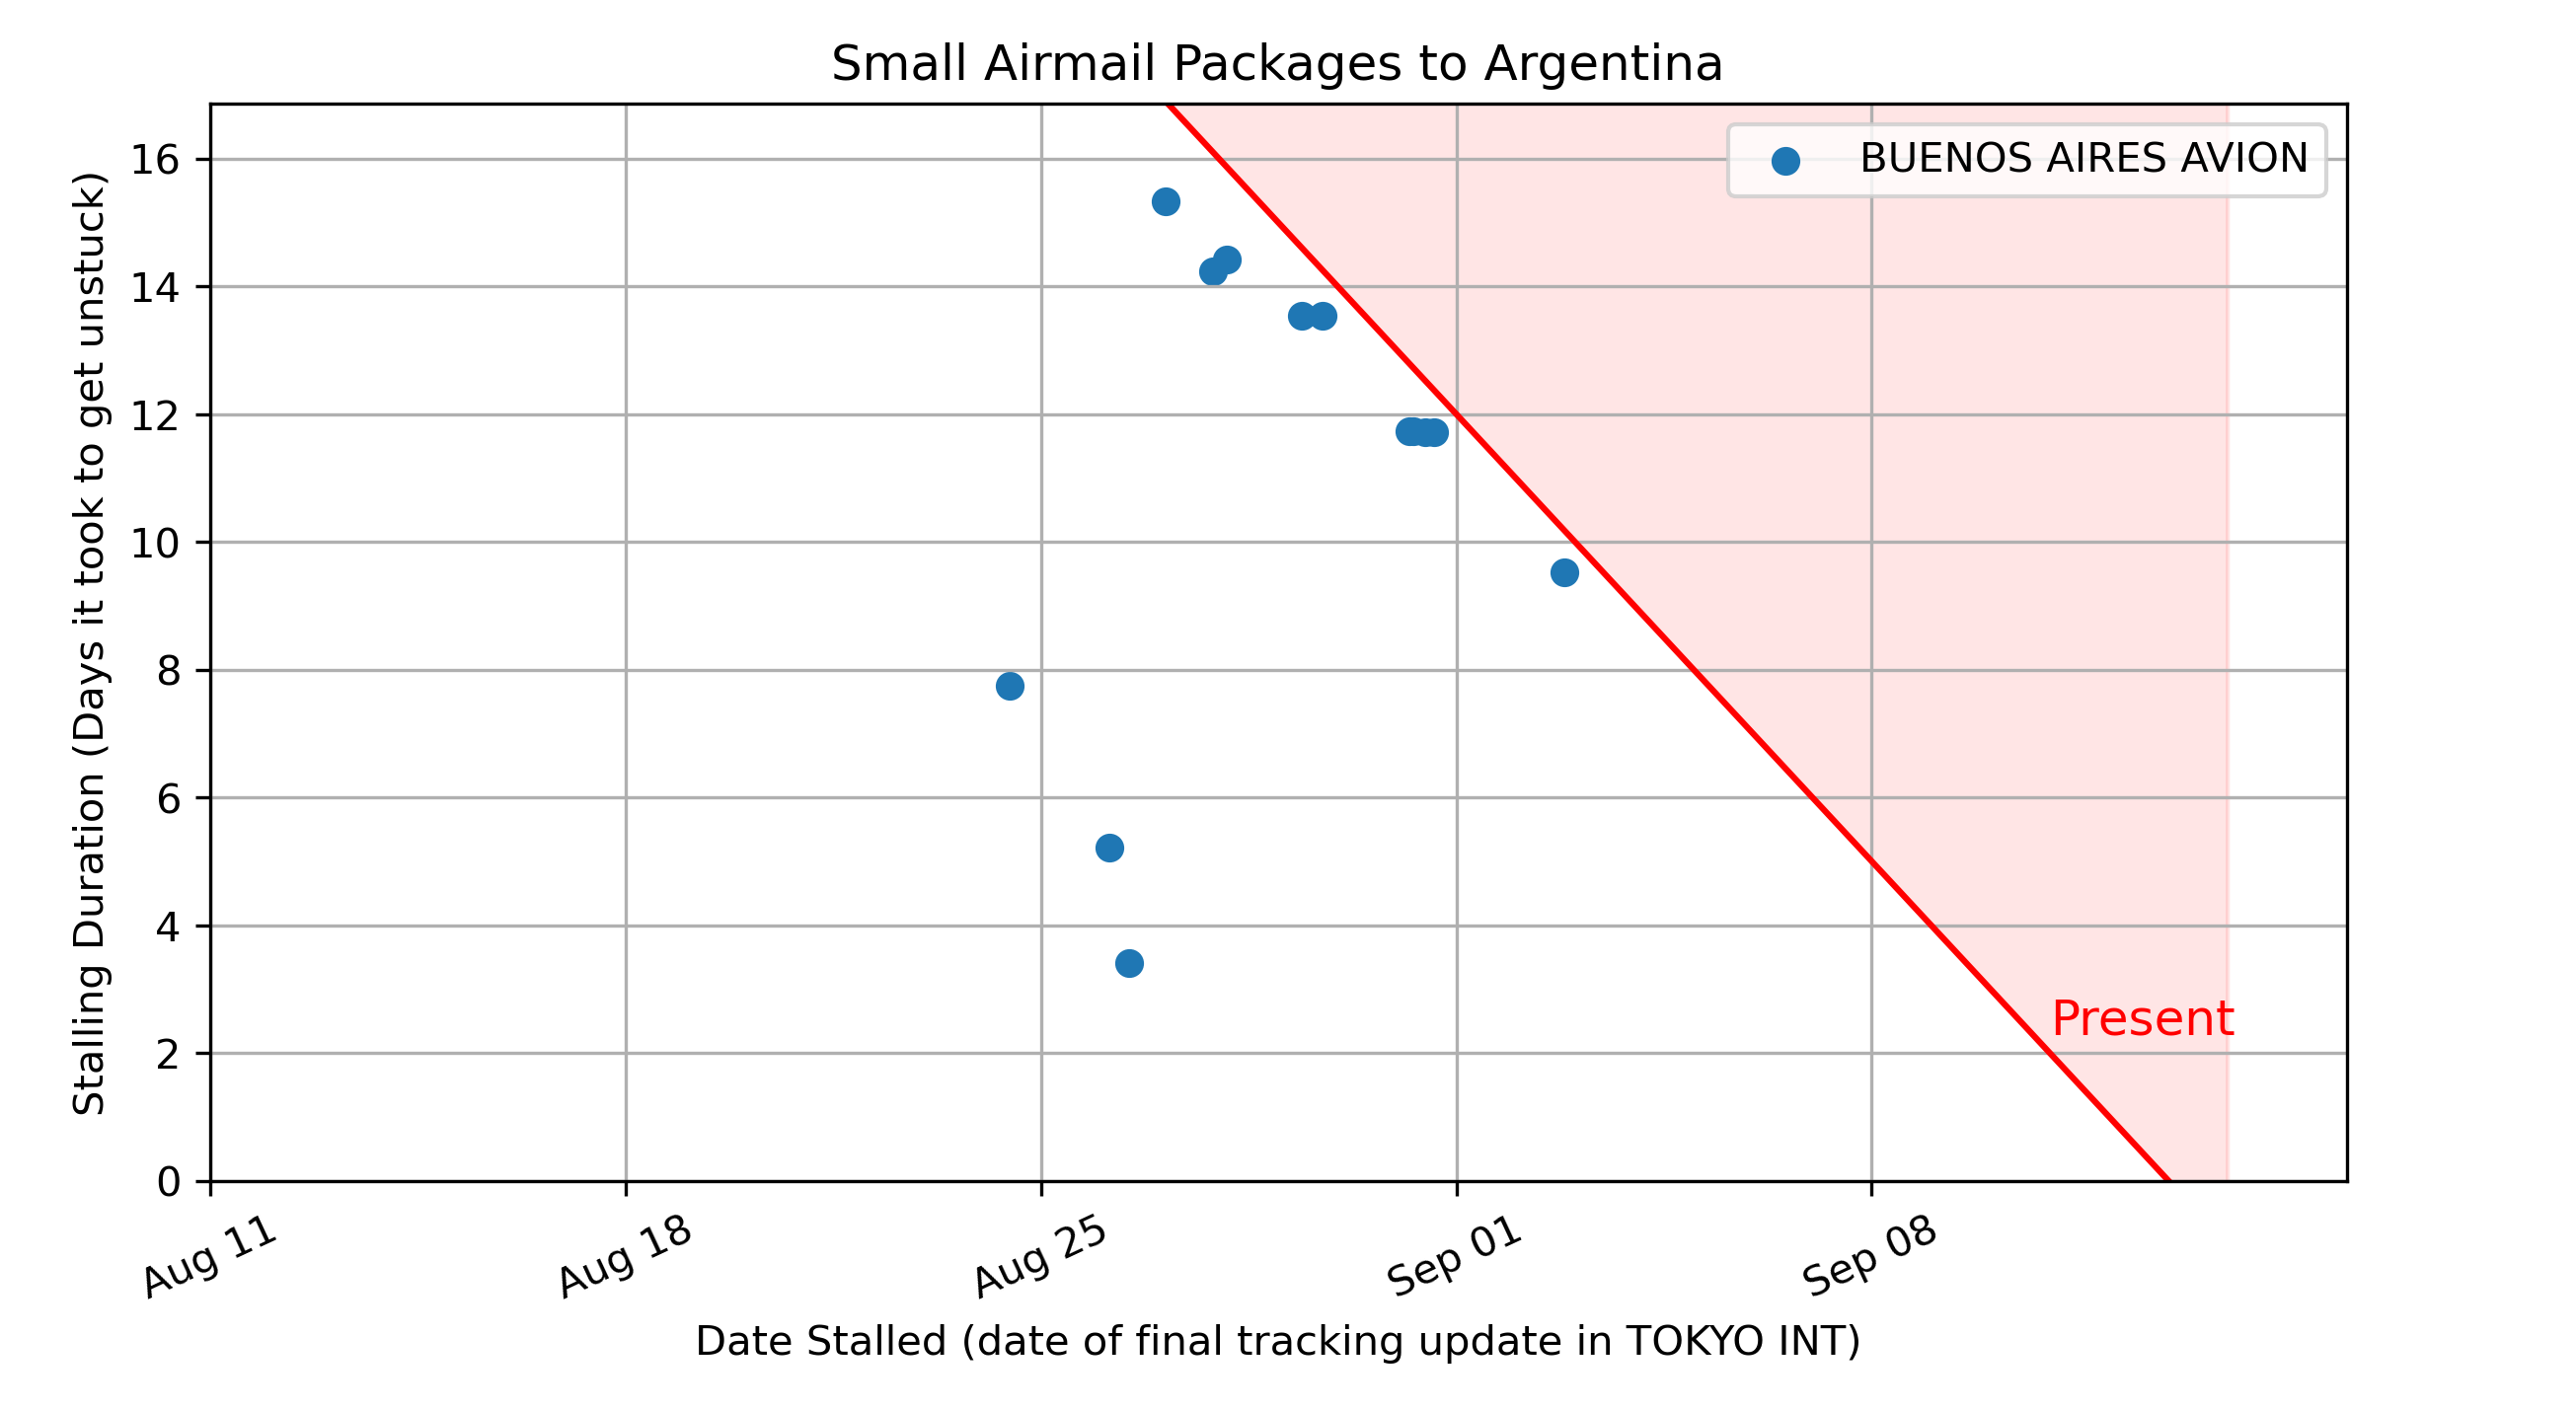 Small Airmail Packages to Argentina
BUENOS AIRES AVION
Stalling Duration (Days it took to get unstuck)
16
14
12
10
8
6
4
2
0
Present
Aug 11
Aug 18
Aug 25
Sep 01
Sep 08
Date Stalled (date of final tracking update in TOKYO INT)